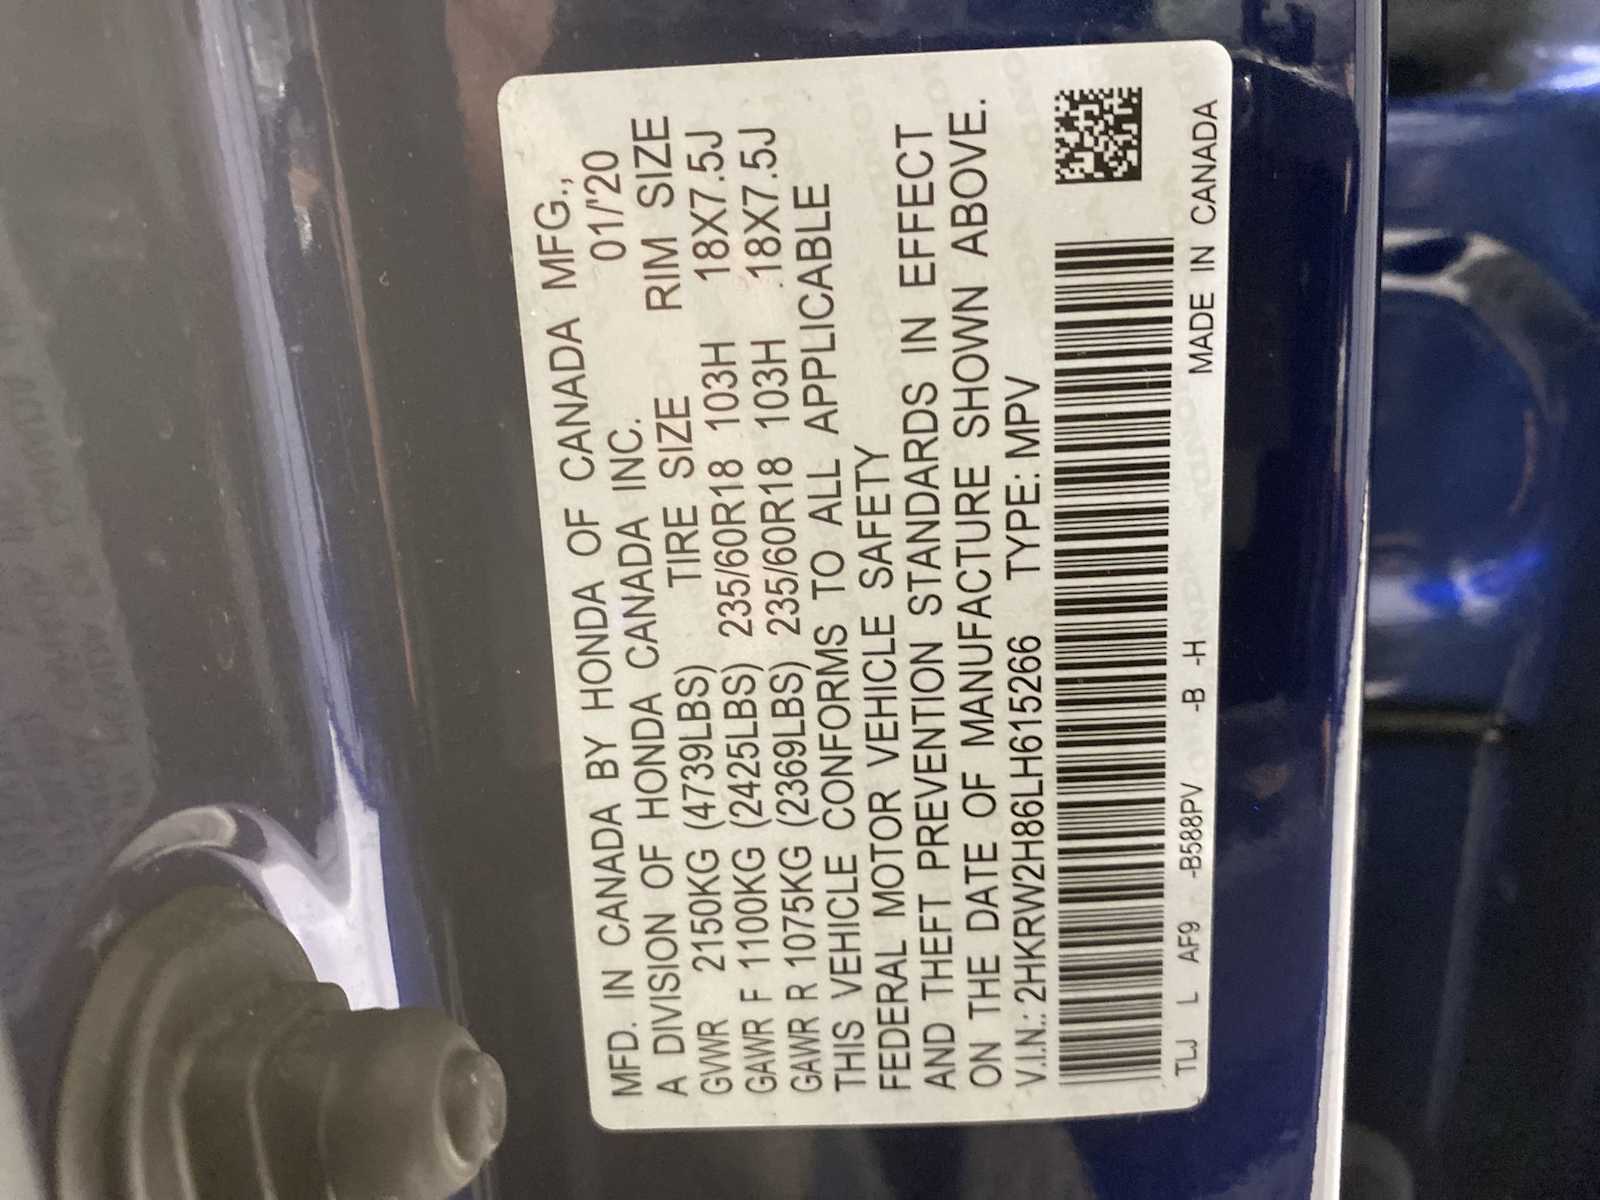 MFD. IN CANADA BY HONDA OF CANADA MFG.,
A DIVISION OF HONDA CANADA INC. 01/'20
GVWR 2150KG (4739LBS) TIRE SIZE RIM SIZE
GAWR F 1100KG (2425LBS) 235/60R18 103H 18X7.5J
GAWR R 1075KG (2369LBS) 235/60R18 103H 18X7.5J
THIS VEHICLE CONFORMS TO ALL APPLICABLE
FEDERAL MOTOR VEHICLE SAFETY
AND THEFT PREVENTION STANDARDS IN EFFECT
ON THE DATE OF MANUFACTURE SHOWN ABOVE.
V.I.N.: 2HKRW2H86LH615266 TYPE: MPV
TLJ L AF9 -B588PV -B -H MADE IN CANADA